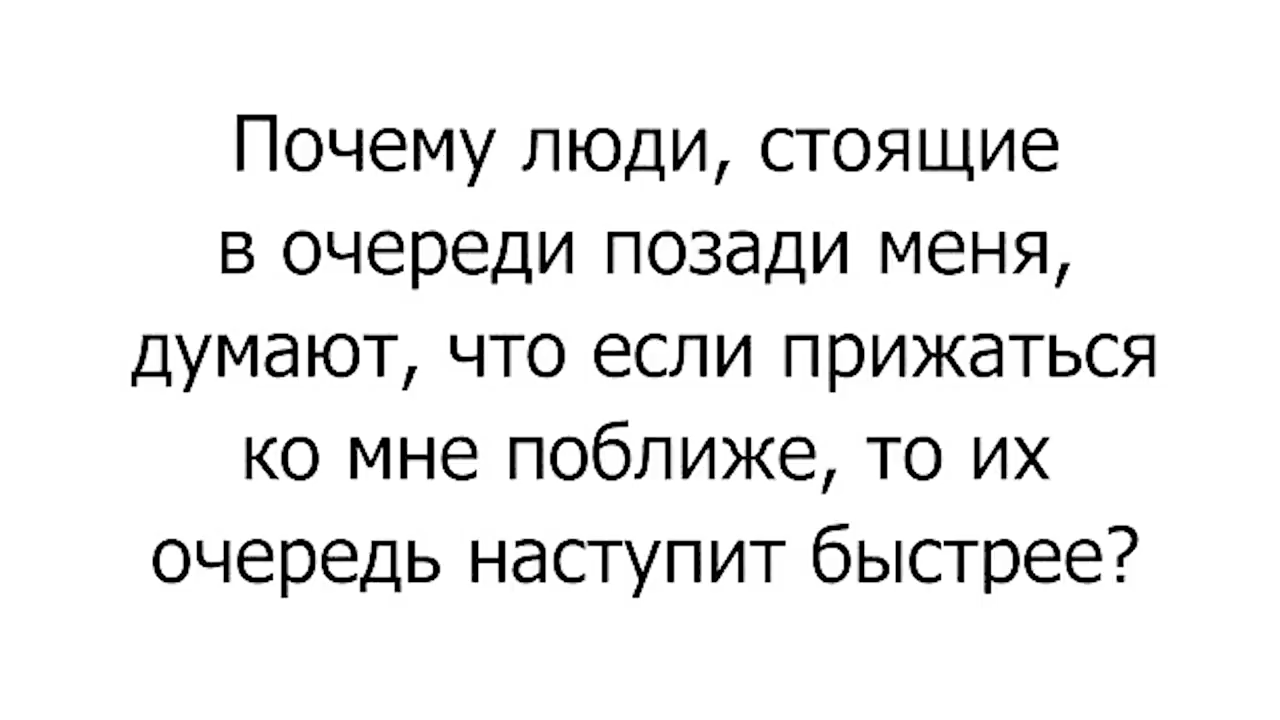 Почему люди, стоящие
в очереди позади меня,
думают, что если прижаться
ко мне поближе, то их
очередь наступит быстрее?